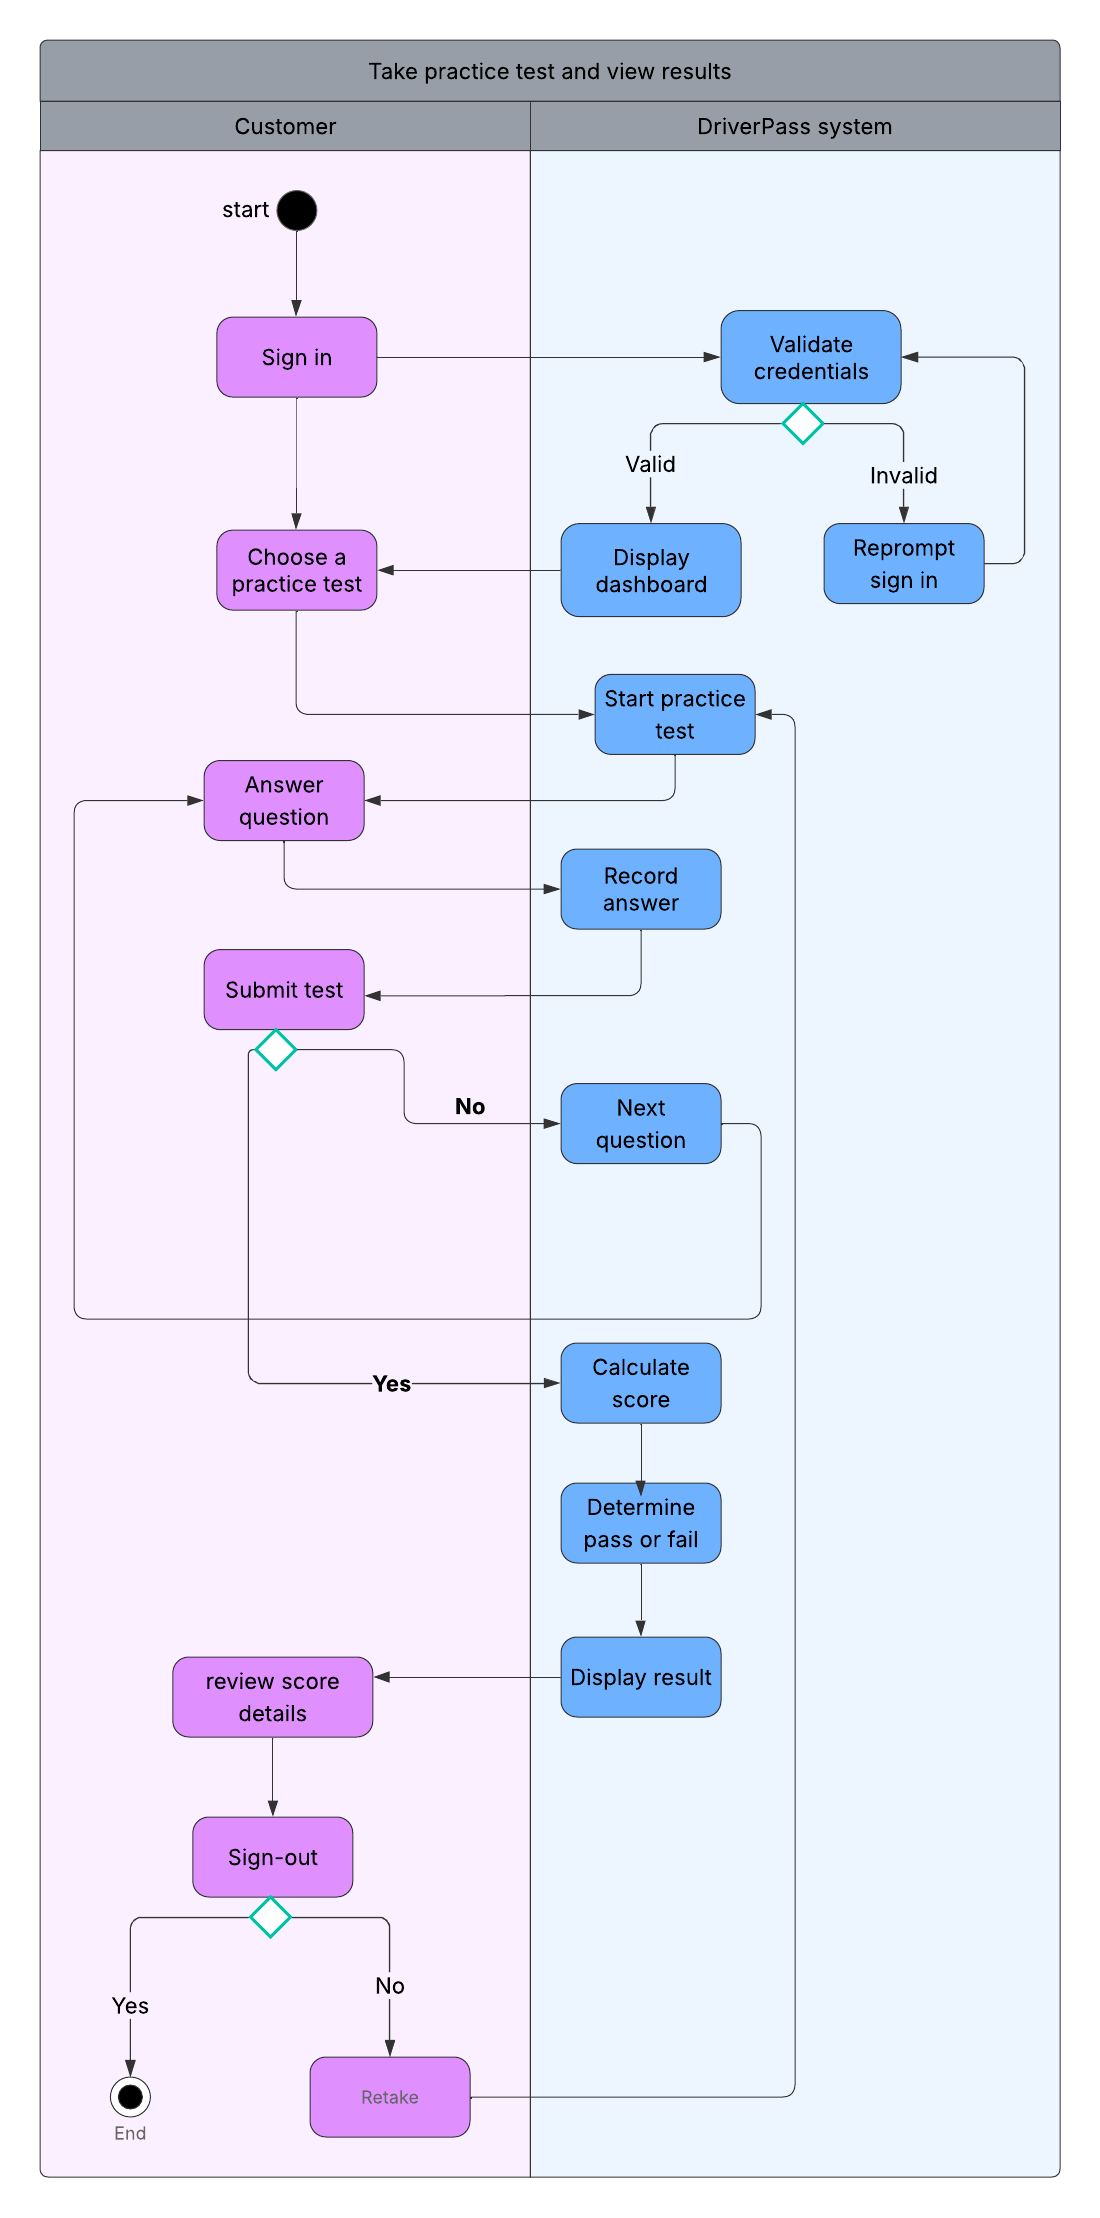 Take practice test and view results
Customer
DriverPass system
start
Sign in
Validate
credentials
Valid
Invalid
Choose a
practice test
Display
dashboard
Reprompt
sign in
Start practice
test
Answer
question
Record
answer
Submit test
No
Next
question
Yes
Calculate
score
Determine
pass or fail
Display result
review score
details
Sign-out
No
Yes
Retake
End